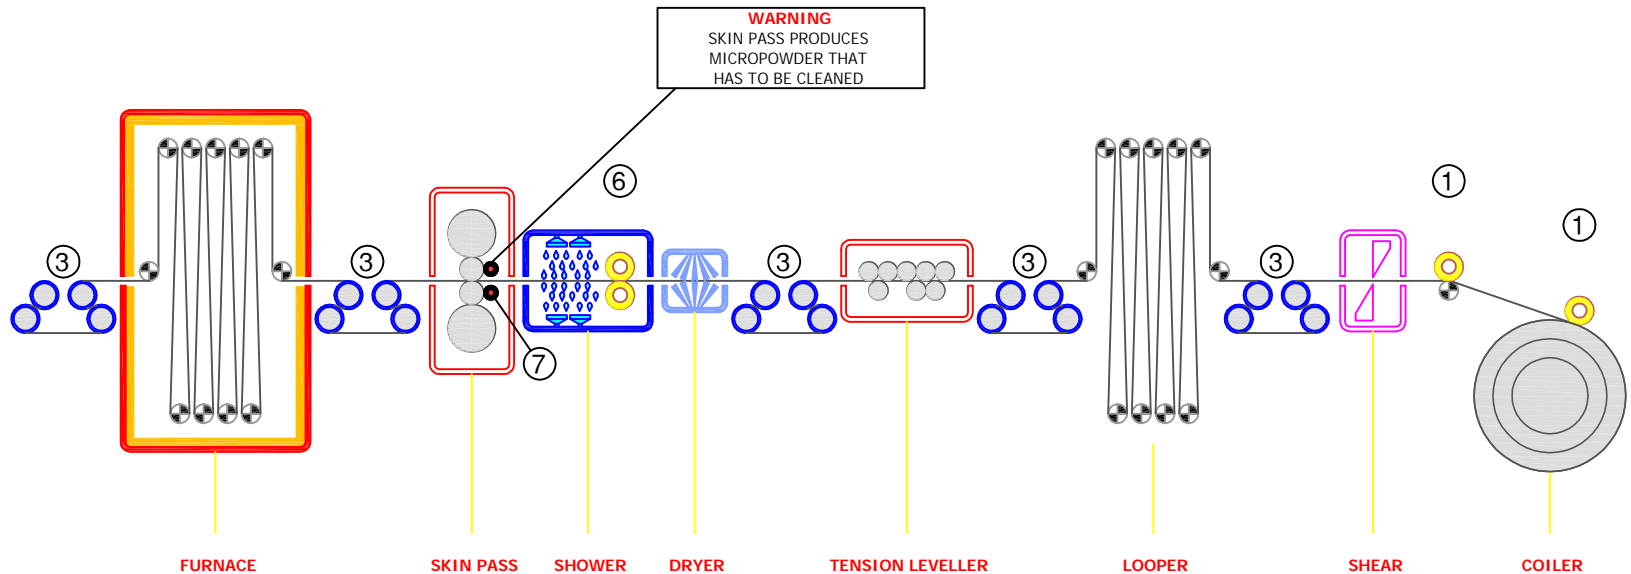 WARNING
SKIN PASS PRODUCES
MICROPOWDER THAT
HAS TO BE CLEANED
6
1
1
3
3
3
3
3
7
FURNACE
SKIN PASS
SHOWER
DRYER
TENSION LEVELLER
LOOPER
SHEAR
COILER